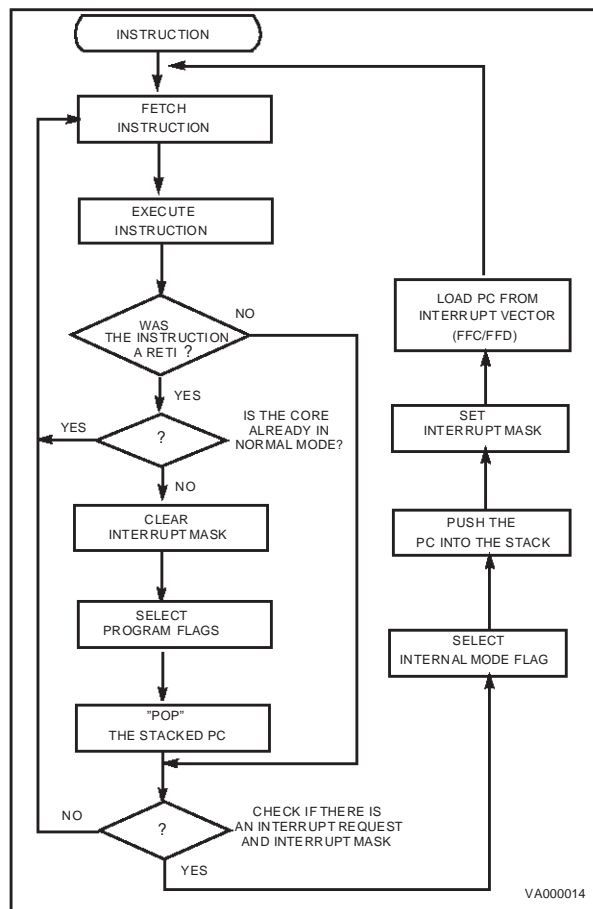 INSTRUCTION
FETCH
INSTRUCTION
EXECUTE
INSTRUCTION
WAS
THE INSTRUCTION
A RETI ?
NO
YES
?
YES
IS THE CORE
ALREADY IN
NORMAL MODE?
NO
CLEAR
INTERRUPT MASK
SELECT
PROGRAM FLAGS
"POP"
THE STACKED PC
?
NO
CHECK IF THERE IS
AN INTERRUPT REQUEST
AND INTERRUPT MASK
YES
SELECT
INTERNAL MODE FLAG
PUSH THE
PC INTO THE STACK
SET
INTERRUPT MASK
LOAD PC FROM
INTERRUPT VECTOR
(FFC/FFD)
VA000014